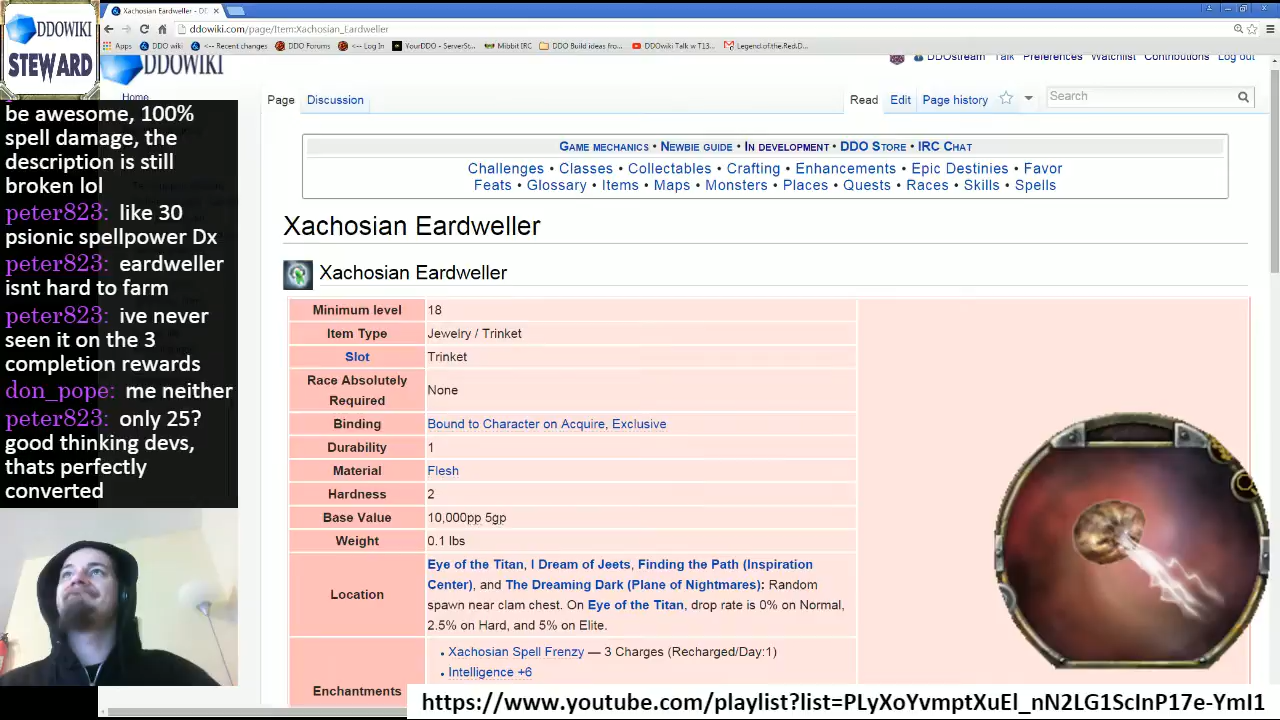 Xachosian Eardweller - D
ddowiki.com/page/Item:Xachosian_Eardweller
Apps
DDO wiki
<-- Recent changes
DDO Forums
<-- Log In
YourDDO - ServerSt...
Mibbit IRC
DDO Build ideas from...
DDOwiki Talk w T13...
Legend-of-the-Red...
DDOWIKI
STEWARD
DDOWIKI
Home
DDOstream
Talk
Preferences
Watchlist
Contributions
Log out
Page
Discussion
Read
Edit
Page history
Search
be awesome, 100%
spell damage, the
description is still
broken lol
peter823: like 30
psionic spellpower Dx
peter823: eardweller
isnt hard to farm
peter823: ive never
seen it on the 3
completion rewards
don_pope: me neither
peter823: only 25?
good thinking devs,
thats perfectly
converted
Game mechanics • Newbie guide • In development • DDO Store • IRC Chat
Challenges • Classes • Collectables • Crafting • Enhancements • Epic Destinies • Favor
Feats • Glossary • Items • Maps • Monsters • Places • Quests • Races • Skills • Spells
Xachosian Eardweller
Xachosian Eardweller
Minimum level 18
Item Type Jewelry / Trinket
Slot Trinket
Race Absolutely
Required
None
Binding Bound to Character on Acquire, Exclusive
Durability 1
Material Flesh
Hardness 2
Base Value 10,000pp 5gp
Weight 0.1 lbs
Location
Eye of the Titan, I Dream of Jeets, Finding the Path (Inspiration
Center), and The Dreaming Dark (Plane of Nightmares): Random
spawn near clam chest. On Eye of the Titan, drop rate is 0% on Normal,
2.5% on Hard, and 5% on Elite.
Enchantments
• Xachosian Spell Frenzy — 3 Charges (Recharged/Day:1)
• Intelligence +6
https://www.youtube.com/playlist?list=PLyXoYvmptXuEl_nN2LG1ScInP17e-YmI1